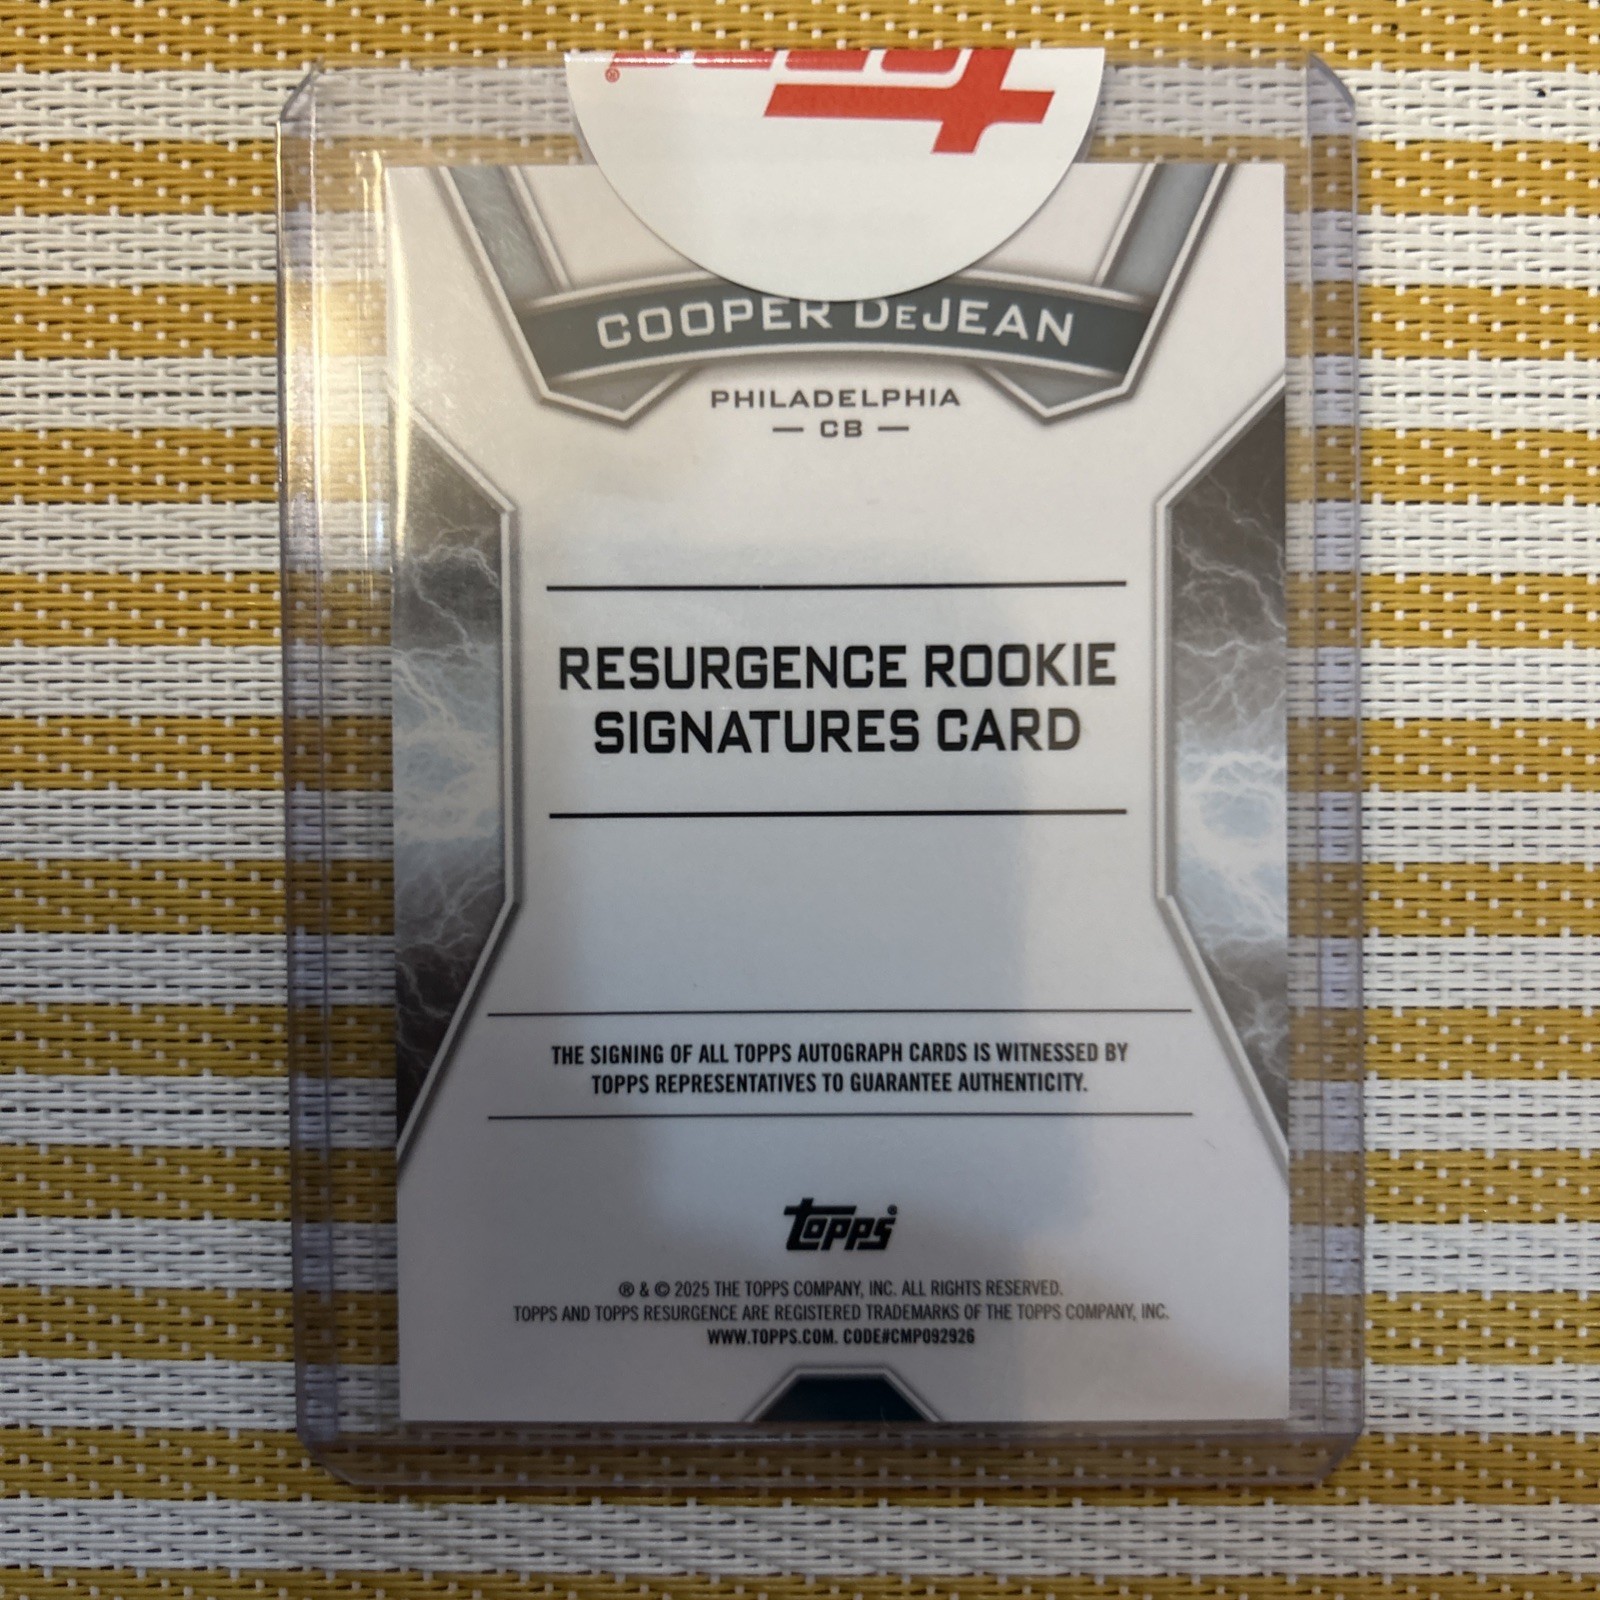 COOPER DeJEAN
PHILADELPHIA
— CB —
RESURGENCE ROOKIE
SIGNATURES CARD
THE SIGNING OF ALL TOPPS AUTOGRAPH CARDS IS WITNESSED BY
TOPPS REPRESENTATIVES TO GUARANTEE AUTHENTICITY.
topps®
® & © 2025 THE TOPPS COMPANY, INC. ALL RIGHTS RESERVED.
TOPPS AND TOPPS RESURGENCE ARE REGISTERED TRADEMARKS OF THE TOPPS COMPANY, INC.
WWW.TOPPS.COM. CODE#CMP092926